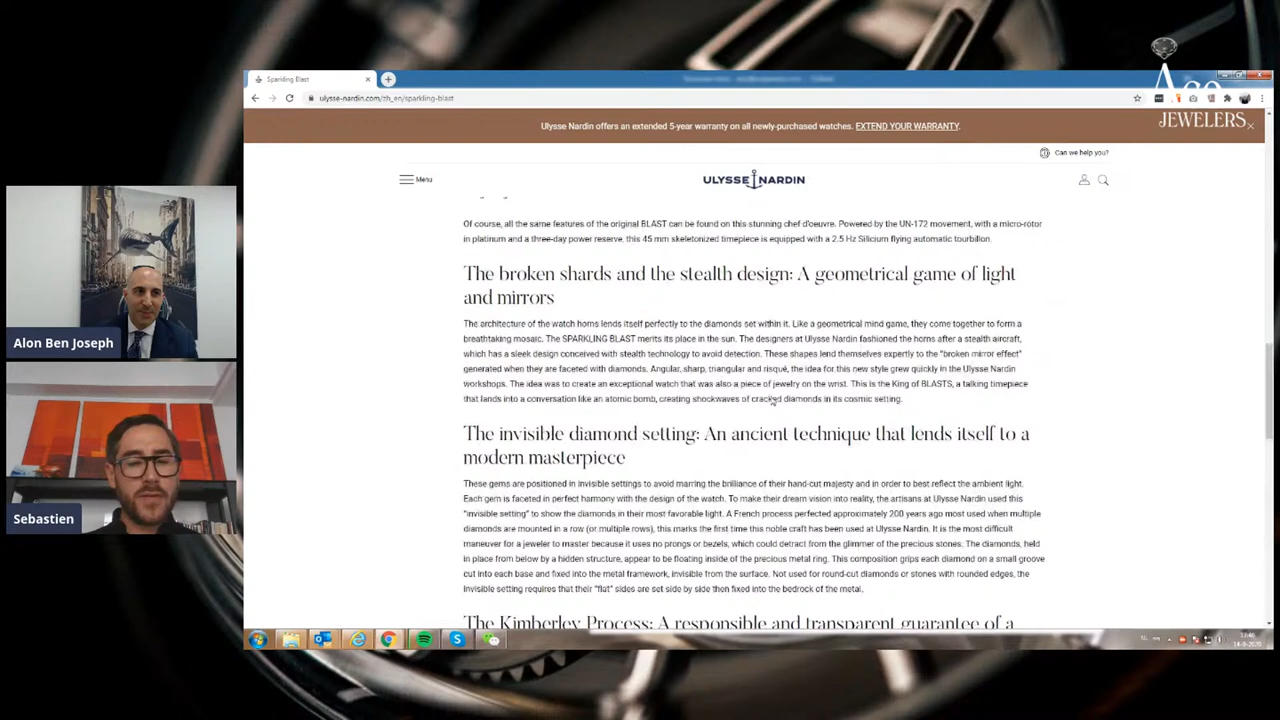 Ace
JEWELERS
Sparkling Blast
ulysse-nardin.com/zh_en/sparkling-blast
Ulysse Nardin offers an extended 5-year warranty on all newly-purchased watches. EXTEND YOUR WARRANTY.
Can we help you?
Menu
ULYSSE NARDIN
Of course, all the same features of the original BLAST can be found on this stunning chef d'oeuvre. Powered by the UN-172 movement, with a micro-rotor
in platinum and a three-day power reserve, this 45 mm skeletonized timepiece is equipped with a 2.5 Hz Silicium flying automatic tourbillon.
The broken shards and the stealth design: A geometrical game of light
and mirrors
The architecture of the watch horns lends itself perfectly to the diamonds set within it. Like a geometrical mind game, they come together to form a
breathtaking mosaic. The SPARKLING BLAST merits its place in the sun. The designers at Ulysse Nardin fashioned the horns after a stealth aircraft,
which has a sleek design conceived with stealth technology to avoid detection. These shapes lend themselves expertly to the "broken mirror effect"
generated when they are faceted with diamonds. Angular, sharp, triangular and risqué, the idea for this new style grew quickly in the Ulysse Nardin
workshops. The idea was to create an exceptional watch that was also a piece of jewelry on the wrist. This is the King of BLASTS, a talking timepiece
that lands into a conversation like an atomic bomb, creating shockwaves of cracked diamonds in its cosmic setting.
The invisible diamond setting: An ancient technique that lends itself to a
modern masterpiece
These gems are positioned in invisible settings to avoid marring the brilliance of their hand-cut majesty and in order to best reflect the ambient light.
Each gem is faceted in perfect harmony with the design of the watch. To make their dream vision into reality, the artisans at Ulysse Nardin used this
"invisible setting" to show the diamonds in their most favorable light. A French process perfected approximately 200 years ago most used when multiple
diamonds are mounted in a row (or multiple rows), this marks the first time this noble craft has been used at Ulysse Nardin. It is the most difficult
maneuver for a jeweler to master because it uses no prongs or bezels, which could detract from the glimmer of the precious stones. The diamonds, held
in place from below by a hidden structure, appear to be floating inside of the precious metal ring. This composition grips each diamond on a small groove
cut into each base and fixed into the metal framework, invisible from the surface. Not used for round-cut diamonds or stones with rounded edges, the
invisible setting requires that their "flat" sides are set side by side then fixed into the bedrock of the metal.
The Kimberley Process: A responsible and transparent guarantee of a
17:40
14-9-2020
Alon Ben Joseph
Sebastien